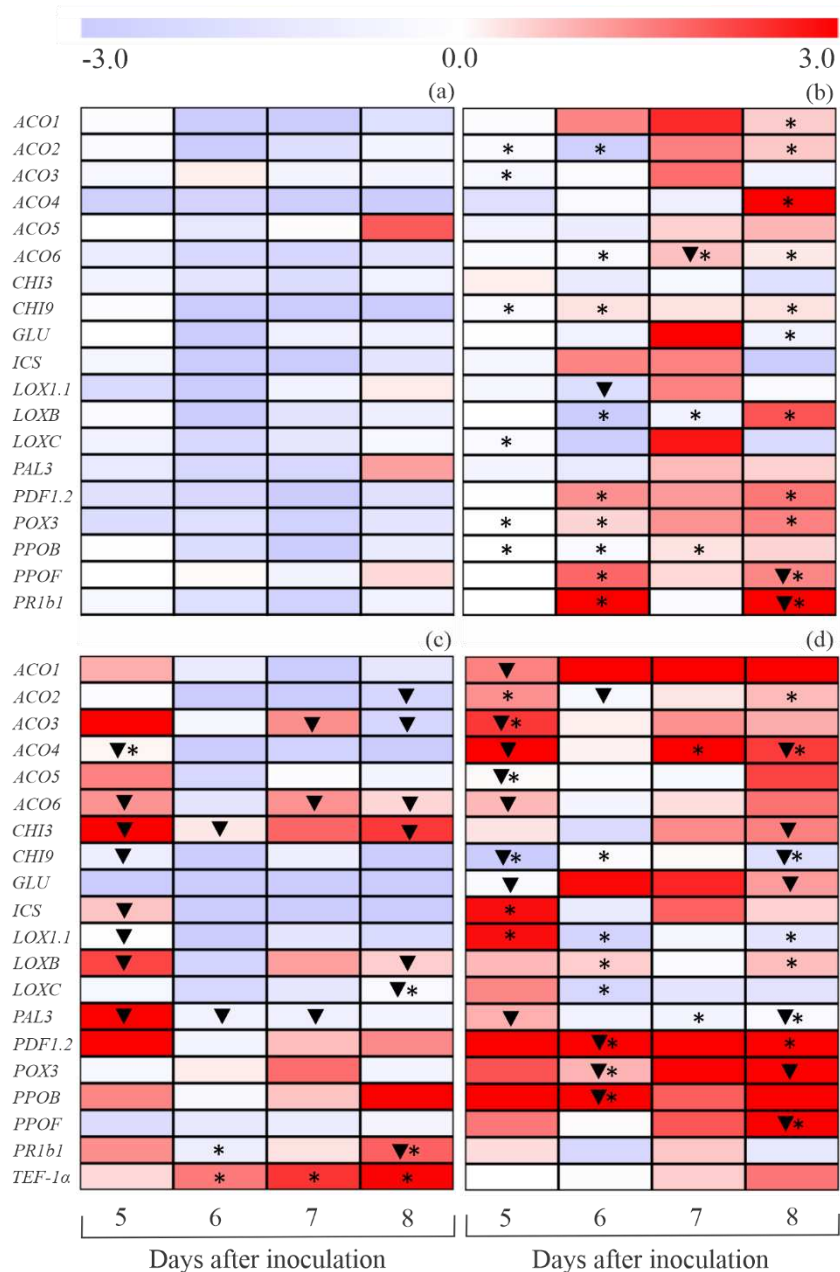 -3.0 0.0 3.0
(a) (b)
ACO1 *
ACO2 * * *
ACO3 *
ACO4 *
ACO5
ACO6 * ▼* *
CHI3
CHI9 * * *
GLU *
ICS
LOX1.1 ▼
LOXB * * *
LOXC *
PAL3
PDF1.2 * *
POX3 * * *
PPOB * * *
PPOF * ▼*
PR1b1 * ▼*
(c) (d)
ACO1 ▼
ACO2 ▼ * ▼ *
ACO3 ▼ ▼ ▼*
ACO4 ▼* ▼ * ▼*
ACO5 ▼*
ACO6 ▼ ▼ ▼ ▼
CHI3 ▼ ▼ ▼ ▼
CHI9 ▼ ▼* * ▼*
GLU ▼ ▼
ICS ▼ *
LOX1.1 ▼ * * *
LOXB ▼ ▼ * *
LOXC ▼* *
PAL3 ▼ ▼ ▼ ▼ * ▼*
PDF1.2 ▼* *
POX3 ▼* ▼
PPOB ▼*
PPOF ▼*
PR1b1 * ▼*
TEF-1α * * *
5 6 7 8 5 6 7 8
Days after inoculation Days after inoculation